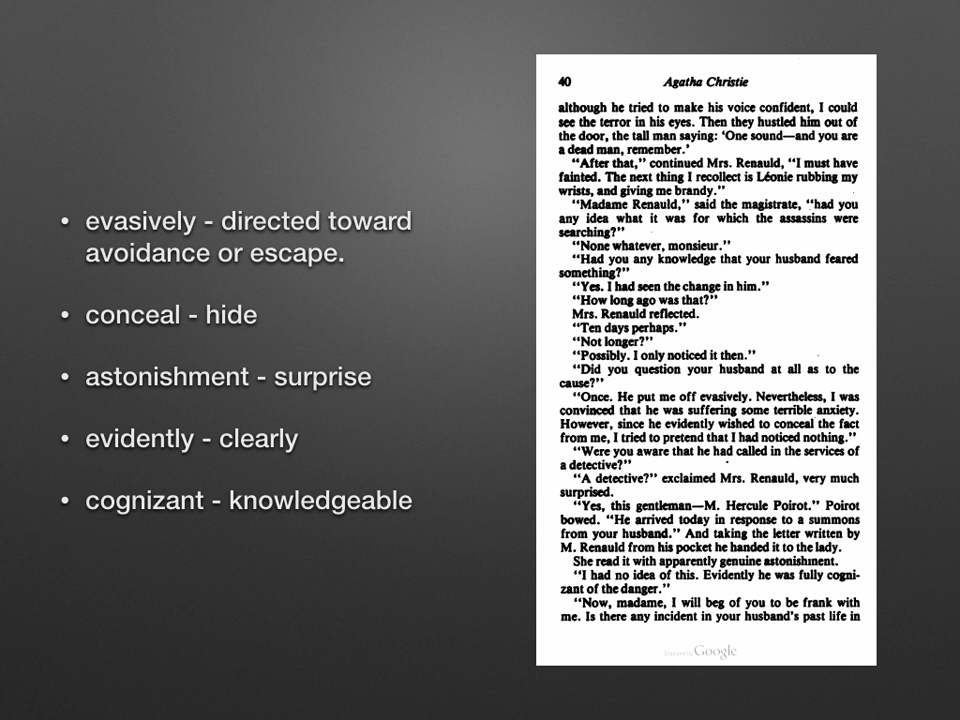 • evasively - directed toward
avoidance or escape.
• conceal - hide
• astonishment - surprise
• evidently - clearly
• cognizant - knowledgeable
40 Agatha Christie
although he tried to make his voice confident, I could
see the terror in his eyes. Then they hustled him out of
the door, the tall man saying: ‘One sound—and you are
a dead man, remember.’
“After that,” continued Mrs. Renauld, “I must have
fainted. The next thing I recollect is Léonie rubbing my
wrists, and giving me brandy.”
“Madame Renauld,” said the magistrate, “had you
any idea what it was for which the assassins were
searching?”
“None whatever, monsieur.”
“Had you any knowledge that your husband feared
something?”
“Yes. I had seen the change in him.”
“How long ago was that?”
Mrs. Renauld reflected.
“Ten days perhaps.”
“Not longer?”
“Possibly. I only noticed it then.”
“Did you question your husband at all as to the
cause?”
“Once. He put me off evasively. Nevertheless, I was
convinced that he was suffering some terrible anxiety.
However, since he evidently wished to conceal the fact
from me, I tried to pretend that I had noticed nothing.”
“Were you aware that he had called in the services of
a detective?”
“A detective?” exclaimed Mrs. Renauld, very much
surprised.
“Yes, this gentleman—M. Hercule Poirot.” Poirot
bowed. “He arrived today in response to a summons
from your husband.” And taking the letter written by
M. Renauld from his pocket he handed it to the lady.
She read it with apparently genuine astonishment.
“I had no idea of this. Evidently he was fully cogni-
zant of the danger.”
“Now, madame, I will beg of you to be frank with
me. Is there any incident in your husband’s past life in
Google